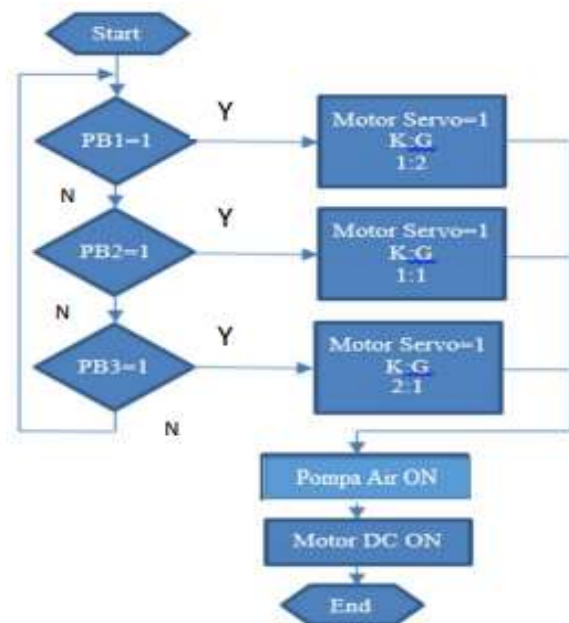 Start
PB1=1
Y
Motor Servo=1
K:G
1:2
N
PB2=1
Y
Motor Servo=1
K:G
1:1
N
PB3=1
Y
Motor Servo=1
K:G
2:1
N
Pompa Air ON
Motor DC ON
End